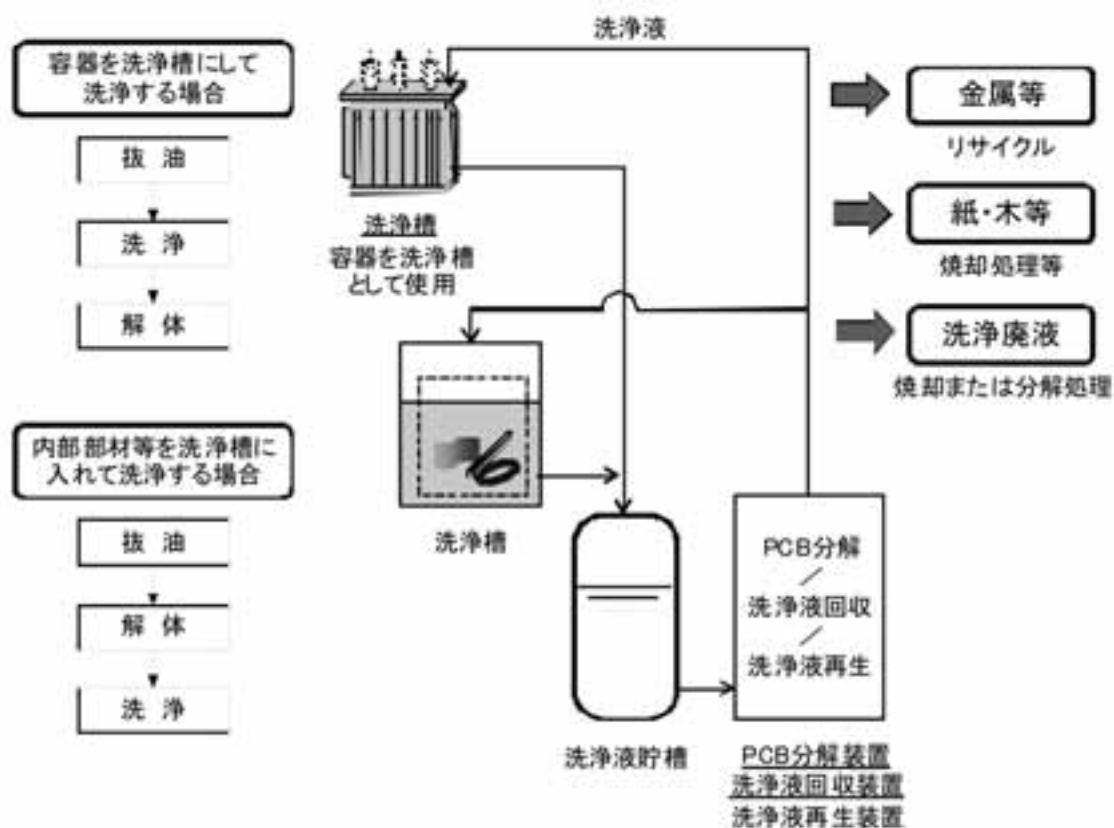 容器を洗浄槽にして
洗浄する場合
抜 油
洗 浄
解 体
内部部材等を洗浄槽に
入れて洗浄する場合
抜 油
解 体
洗 浄
洗浄液
洗浄槽
容器を洗浄槽
として使用
洗浄槽
洗浄液貯槽
PCB分解
／
洗浄液回収
／
洗浄液再生
PCB分解装置
洗浄液回収装置
洗浄液再生装置
金属等
リサイクル
紙・木等
焼却処理等
洗浄廃液
焼却または分解処理